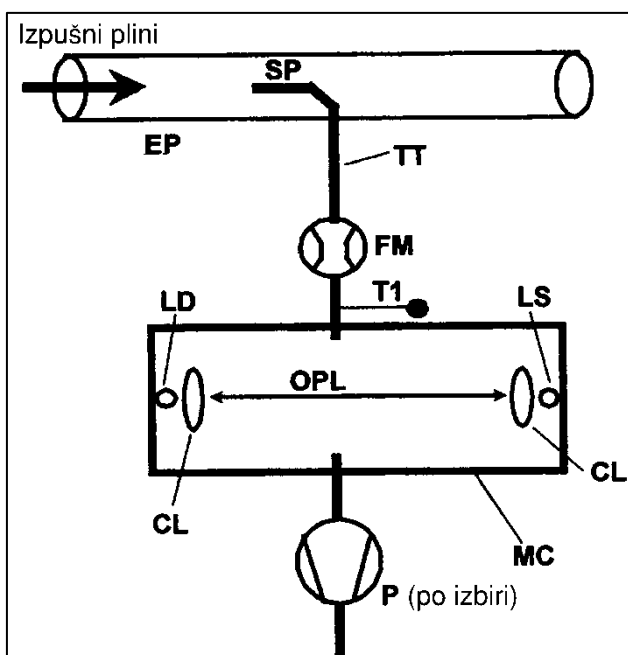 Izpušni plini
SP
EP
TT
FM
T1
LD
LS
OPL
CL
CL
MC
P (po izbiri)